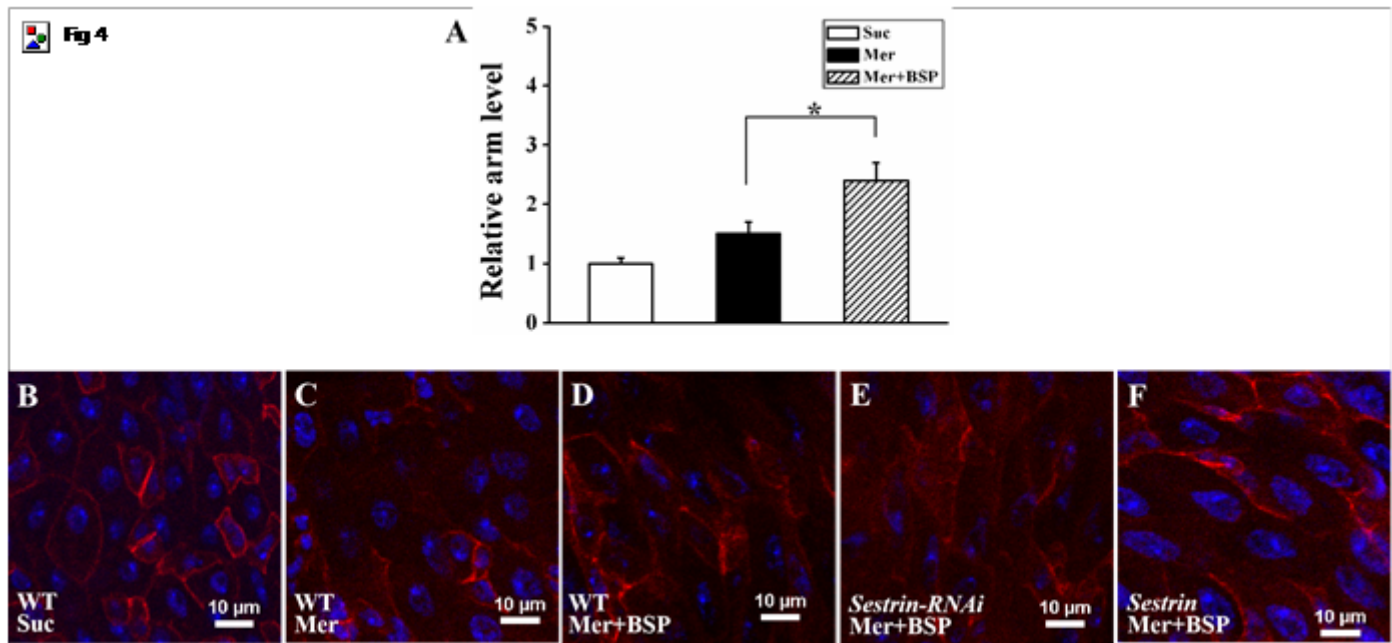 Fig 4
A
Relative arm level
5
4
3
2
1
0
Suc
Mer
Mer+BSP
*
B
WT
Suc
10 µm
C
WT
Mer
10 µm
D
WT
Mer+BSP
10 µm
E
Sestrin-RNAi
Mer+BSP
10 µm
F
Sestrin
Mer+BSP
10 µm